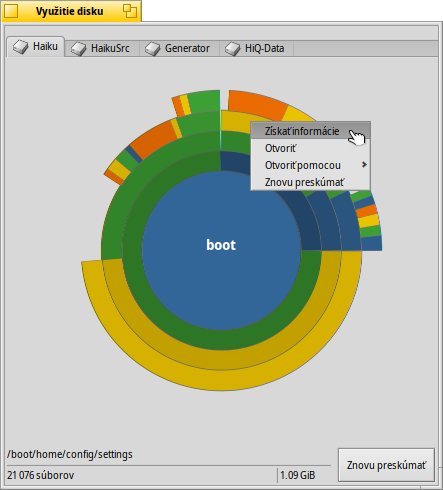 Využitie disku
Haiku HaikuSrc Generator HiQ-Data
Získať informácie
Otvoriť
Otvoriť pomocou
Znovu preskúmať
boot
/boot/home/config/settings
21 076 súborov 1.09 GiB
Znovu preskúmať